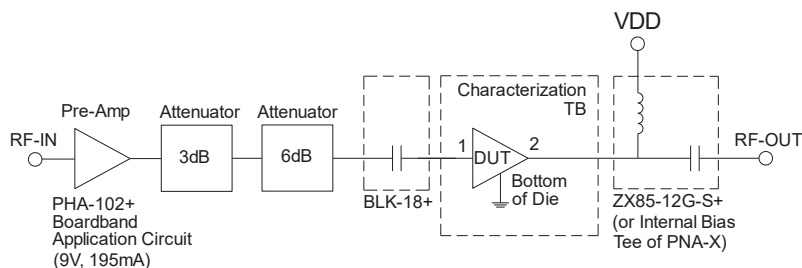 VDD
Pre-Amp
Attenuator
Attenuator
Characterization
TB
RF-IN
3dB
6dB
1
DUT
2
RF-OUT
BLK-18+
Bottom
of Die
PHA-102+
Boardband
Application Circuit
(9V, 195mA)
ZX85-12G-S+
(or Internal Bias
Tee of PNA-X)